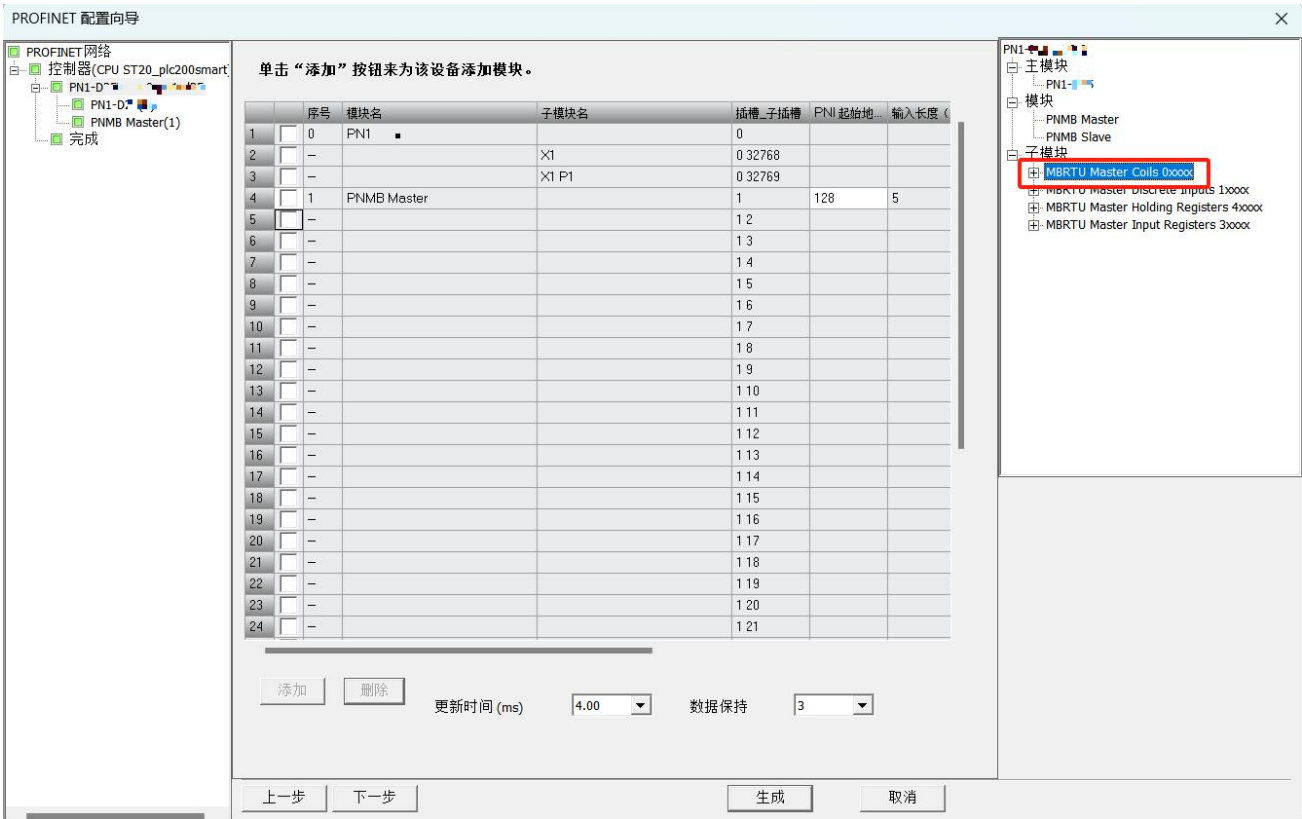 PROFINET 配置向导
PROFINET网络
控制器(CPU ST20_plc200smart
PN1-D
PN1-D
PNMB Master(1)
完成
单击“添加”按钮来为该设备添加模块。
序号 模块名 子模块名 插槽_子插槽 PNI 起始地... 输入长度 (
1 0 PN1 0
2 – X1 0 32768
3 – X1 P1 0 32769
4 1 PNMB Master 1 128 5
5 – 1 2
6 – 1 3
7 – 1 4
8 – 1 5
9 – 1 6
10 – 1 7
11 – 1 8
12 – 1 9
13 – 1 10
14 – 1 11
15 – 1 12
16 – 1 13
17 – 1 14
18 – 1 15
19 – 1 16
20 – 1 17
21 – 1 18
22 – 1 19
23 – 1 20
24 – 1 21
添加 删除 更新时间 (ms) 4.00 数据保持 3
上一步 下一步 生成 取消
PN1-
主模块
PN1-
模块
PNMB Master
PNMB Slave
子模块
MBRTU Master Coils 0xxxx
MBRTU Master Discrete Inputs 1xxxx
MBRTU Master Holding Registers 4xxxx
MBRTU Master Input Registers 3xxxx